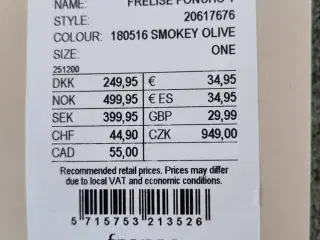 NAME: FRELISE PONCHO 1
STYLE: 20617676
COLOUR: 180516 SMOKEY OLIVE
SIZE: ONE
251200
DKK 249,95 € 34,95
NOK 499,95 € ES 34,95
SEK 399,95 GBP 29,99
CHF 44,90 CZK 949,00
CAD 55,00
Recommended retail prices. Prices may differ
due to local VAT and economic conditions.
5 715753 213526